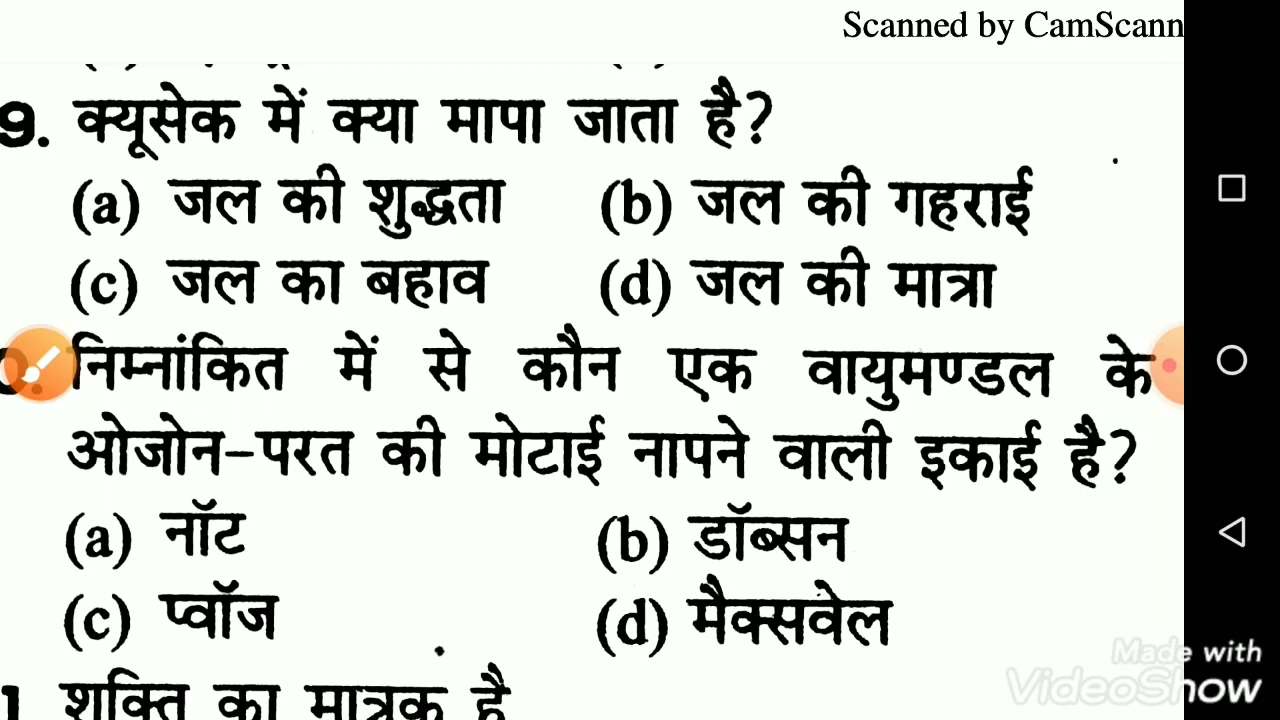 Scanned by CamScann
9. क्यूसेक में क्या मापा जाता है?
(a) जल की शुद्धता (b) जल की गहराई
(c) जल का बहाव (d) जल की मात्रा
निम्नांकित में से कौन एक वायुमण्डल के
ओजोन-परत की मोटाई नापने वाली इकाई है?
(a) नॉट (b) डॉब्सन
(c) प्वॉज (d) मैक्सवेल
1 शक्ति का मात्रक है
Made with
VideoShow